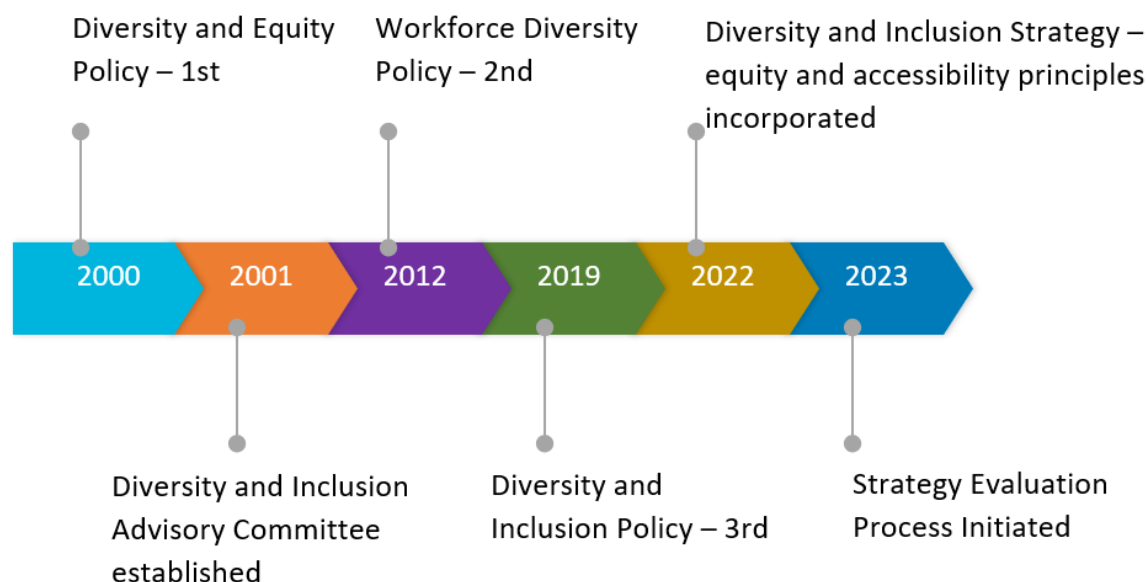 Diversity and Equity
Policy – 1st
Workforce Diversity
Policy – 2nd
Diversity and Inclusion Strategy –
equity and accessibility principles
incorporated
2000
2001
2012
2019
2022
2023
Diversity and Inclusion
Advisory Committee
established
Diversity and
Inclusion Policy – 3rd
Strategy Evaluation
Process Initiated